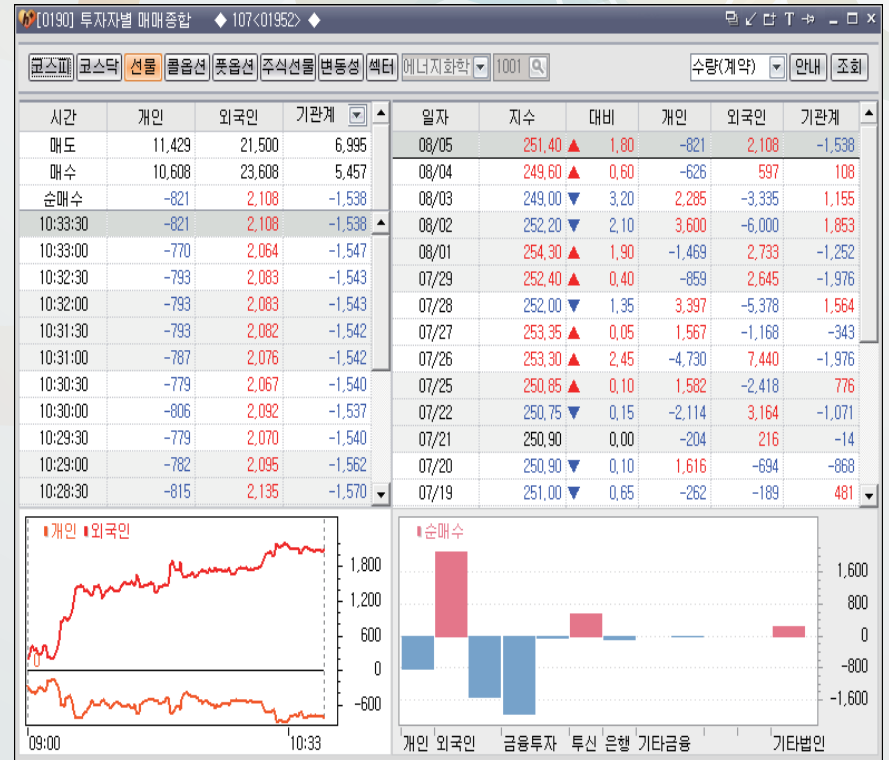 [0190] 투자자별 매매종합 ◆ 107<01952> ◆
코스피 코스닥 선물 콜옵션 풋옵션 주식선물 변동성 섹터 에너지화학 1001 수량(계약) 안내 조회
시간 개인 외국인 기관계
매도 11,429 21,500 6,995
매수 10,608 23,608 5,457
순매수 -821 2,108 -1,538
10:33:30 -821 2,108 -1,538
10:33:00 -770 2,064 -1,547
10:32:30 -793 2,083 -1,543
10:32:00 -793 2,083 -1,543
10:31:30 -793 2,082 -1,542
10:31:00 -787 2,076 -1,542
10:30:30 -779 2,067 -1,540
10:30:00 -806 2,092 -1,537
10:29:30 -779 2,070 -1,540
10:29:00 -782 2,095 -1,562
10:28:30 -815 2,135 -1,570
일자 지수 대비 개인 외국인 기관계
08/05 251,40 ▲ 1,80 -821 2,108 -1,538
08/04 249,60 ▲ 0,60 -626 597 108
08/03 249,00 ▼ 3,20 2,285 -3,335 1,155
08/02 252,20 ▼ 2,10 3,600 -6,000 1,853
08/01 254,30 ▲ 1,90 -1,469 2,733 -1,252
07/29 252,40 ▲ 0,40 -859 2,645 -1,976
07/28 252,00 ▼ 1,35 3,397 -5,378 1,564
07/27 253,35 ▲ 0,05 1,567 -1,168 -343
07/26 253,30 ▲ 2,45 -4,730 7,440 -1,976
07/25 250,85 ▲ 0,10 1,582 -2,418 776
07/22 250,75 ▼ 0,15 -2,114 3,164 -1,071
07/21 250,90 0,00 -204 216 -14
07/20 250,90 ▼ 0,10 1,616 -694 -868
07/19 251,00 ▼ 0,65 -262 -189 481
개인 외국인
1,800
1,200
600
0
-600
09:00 10:33
순매수
1,600
800
0
-800
-1,600
개인 외국인 금융투자 투신 은행 기타금융 기타법인